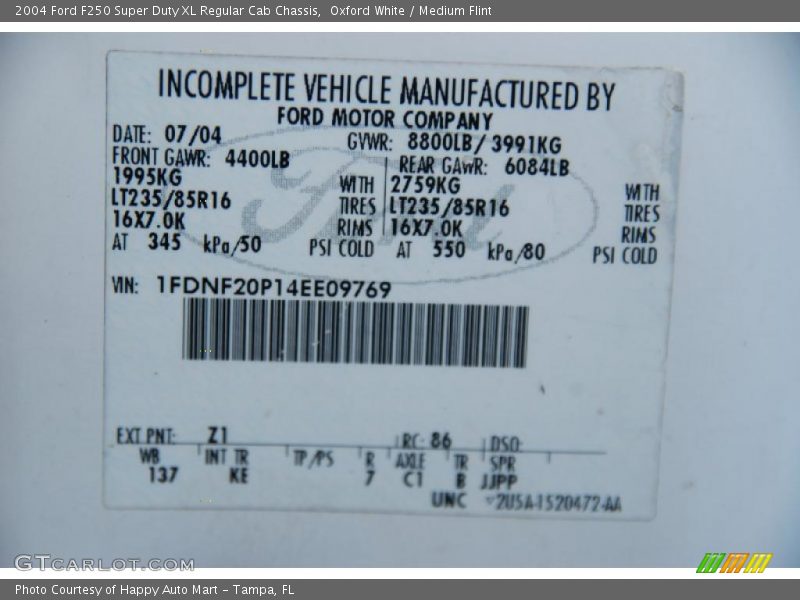 2004 Ford F250 Super Duty XL Regular Cab Chassis,  Oxford White / Medium Flint
INCOMPLETE VEHICLE MANUFACTURED BY
FORD MOTOR COMPANY
DATE: 07/04 GVWR: 8800LB/ 3991KG
FRONT GAWR: 4400LB REAR GAWR: 6084LB
1995KG WITH 2759KG WITH
LT235/85R16 TIRES LT235/85R16 TIRES
16X7.0K RIMS 16X7.0K RIMS
AT 345 kPa/50 PSI COLD AT 550 kPa/80 PSI COLD
VIN: 1FDNF20P14EE09769
EXT PNT: Z1 RC: 86 DSO:
WB INT TR TP/PS R AXLE TR SPR
137 KE 7 C1 B JJPP
UNC 2U5A-1520472-AA
GTCarLot.com
Photo Courtesy of Happy Auto Mart - Tampa, FL